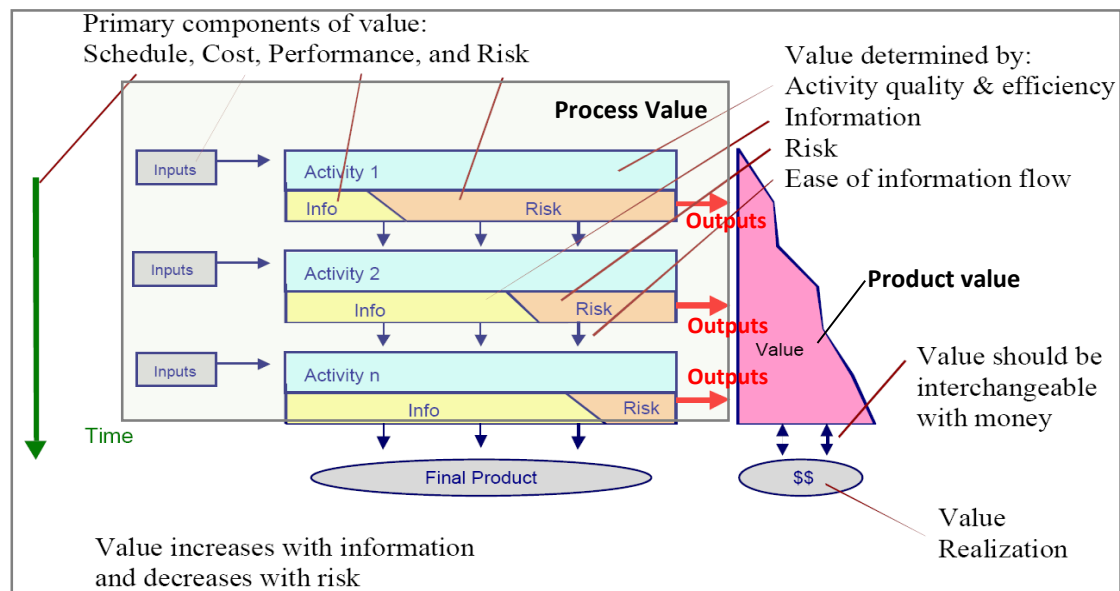 Primary components of value:
Schedule, Cost, Performance, and Risk
Value determined by:
Activity quality & efficiency
Information
Risk
Ease of information flow
Process Value
Inputs
Activity 1
Info
Risk
Outputs
Inputs
Activity 2
Info
Risk
Outputs
Inputs
Activity n
Info
Risk
Outputs
Product value
Value
Value should be
interchangeable
with money
Time
Final Product
$$
Value
Realization
Value increases with information
and decreases with risk